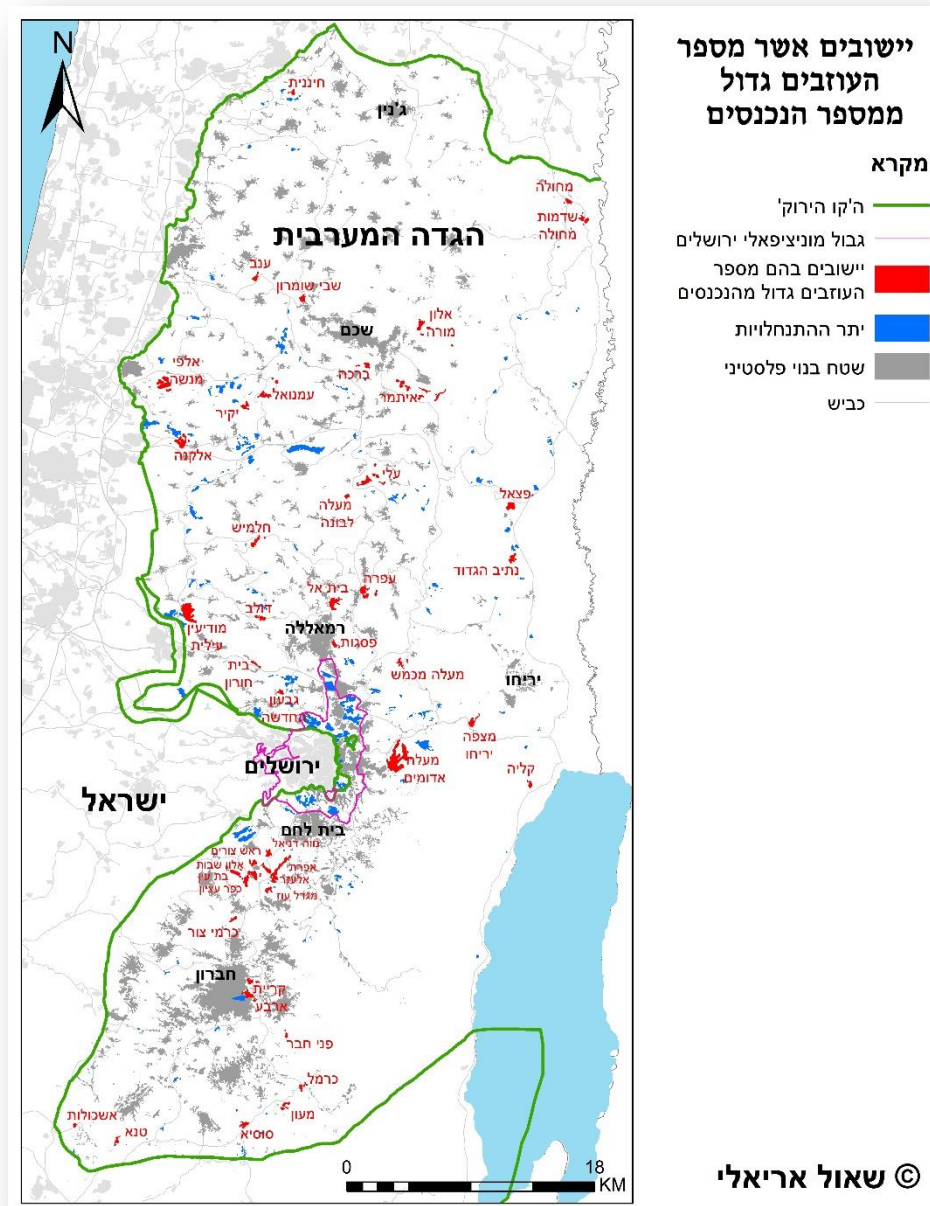 יישובים אשר מספר
העוזבים גדול
ממספר הנכנסים
מקרא
ה'קו הירוק'
גבול מוניציפאלי ירושלים
יישובים בהם מספר
העוזבים גדול מהנכנסים
יתר ההתנחלויות
שטח בנוי פלסטיני
כביש
N
חיננית
ג'נין
מחולה
שדמות
מחולה
הגדה המערבית
ענב
שבי שומרון
אלון
מורה
שכם
ברכה
אלפי
מנשה
עמנואל
איתמר
יקיר
אלקנה
עלי
מעלה
לבונה
פצאל
חלמיש
נתיב הגדוד
עפרה
בית אל
דולב
מודיעין
עילית
רמאללה
פסגות
בית
חורון
מעלה מכמש
יריחו
גבעון
החדשה
מצפה
יריחו
ירושלים
מעלה
אדומים
קליה
ישראל
בית לחם
נווה דניאל
ראש צורים
אלון שבות
בת עין
כפר עציון
אפרת
אלעזר
מגדל עוז
כרמי צור
חברון
קריית
ארבע
פני חבר
כרמל
מעון
אשכולות
טנא
סוסיא
0 18
KM
© שאול אריאלי